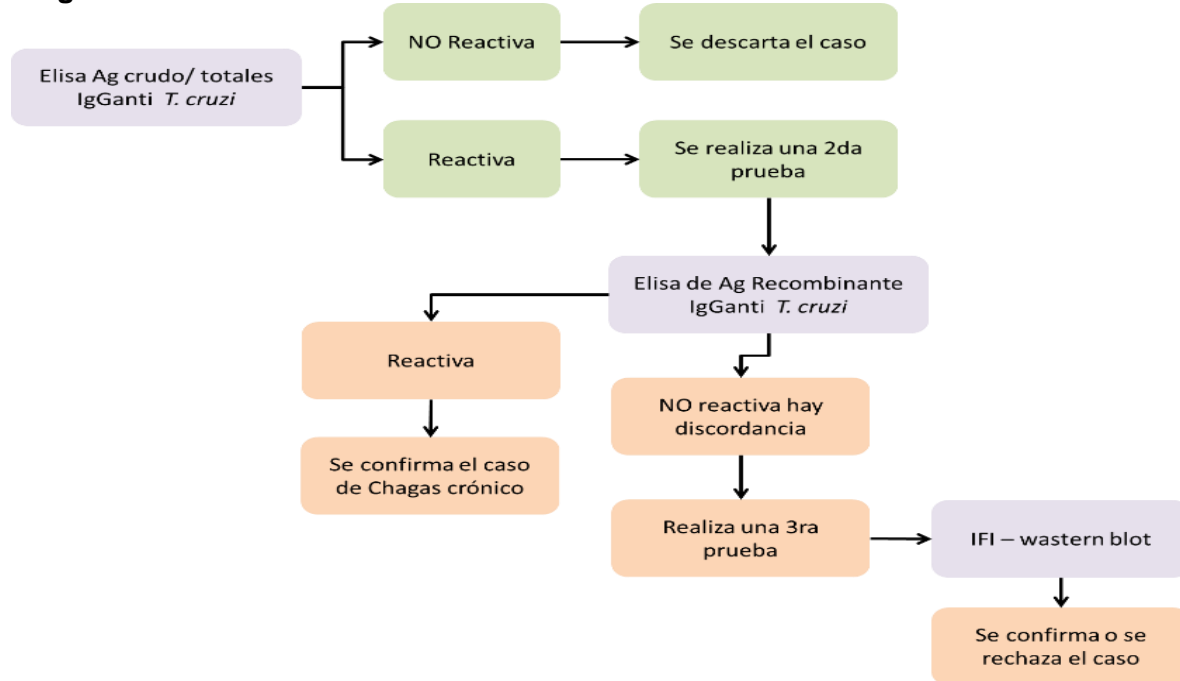 NO Reactiva
Se descarta el caso
Elisa Ag crudo/ totales
IgGanti T. cruzi
Reactiva
Se realiza una 2da
prueba
Elisa de Ag Recombinante
IgGanti T. cruzi
Reactiva
NO reactiva hay
discordancia
Se confirma el caso
de Chagas crónico
Realiza una 3ra
prueba
IFI – wastern blot
Se confirma o se
rechaza el caso